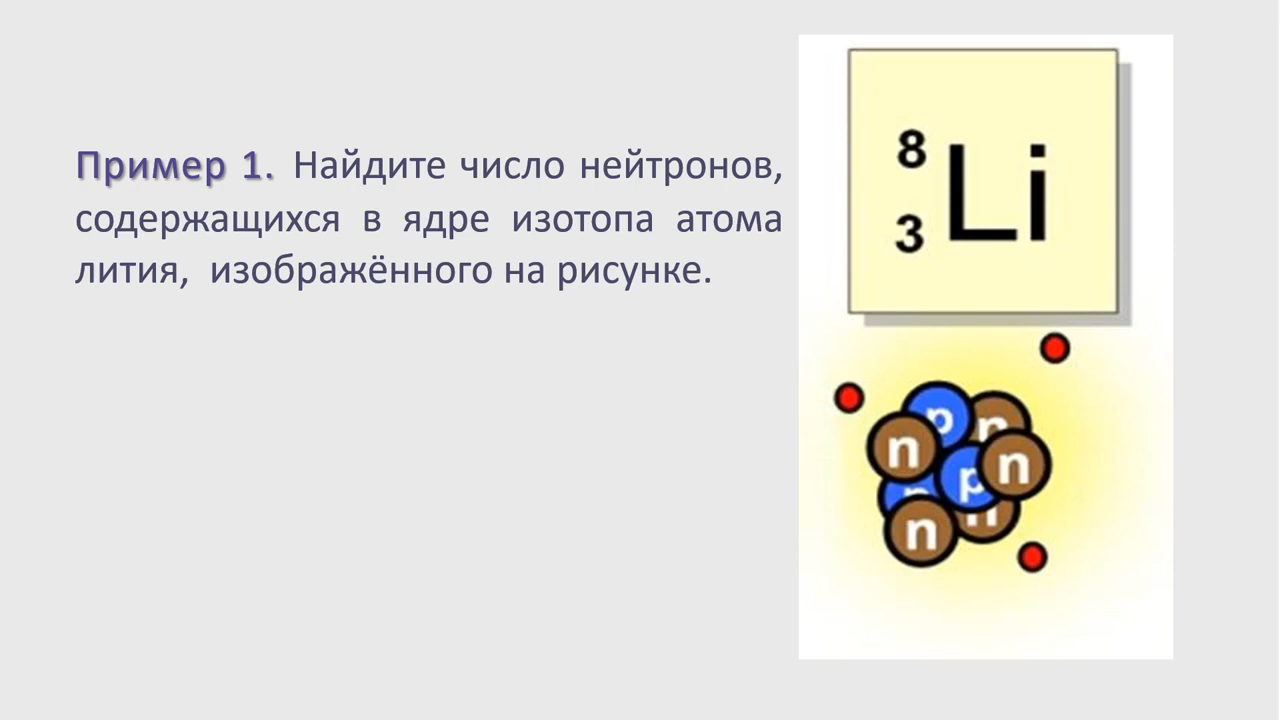 Пример 1. Найдите число нейтронов,
содержащихся в ядре изотопа атома
лития, изображённого на рисунке.
8
3 Li
p
n
n
n
p
p
n
n